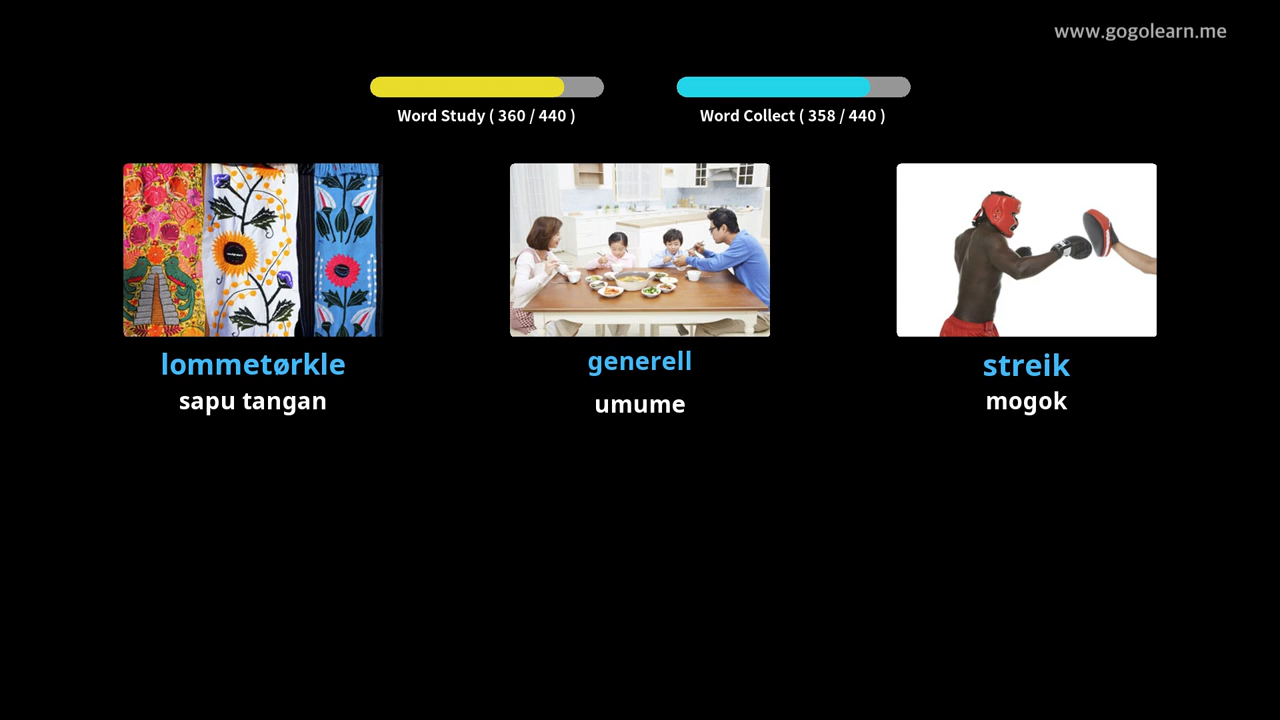 www.gogolearn.me
Word Study ( 360 / 440 )
Word Collect ( 358 / 440 )
lommetørkle
sapu tangan
generell
umume
streik
mogok